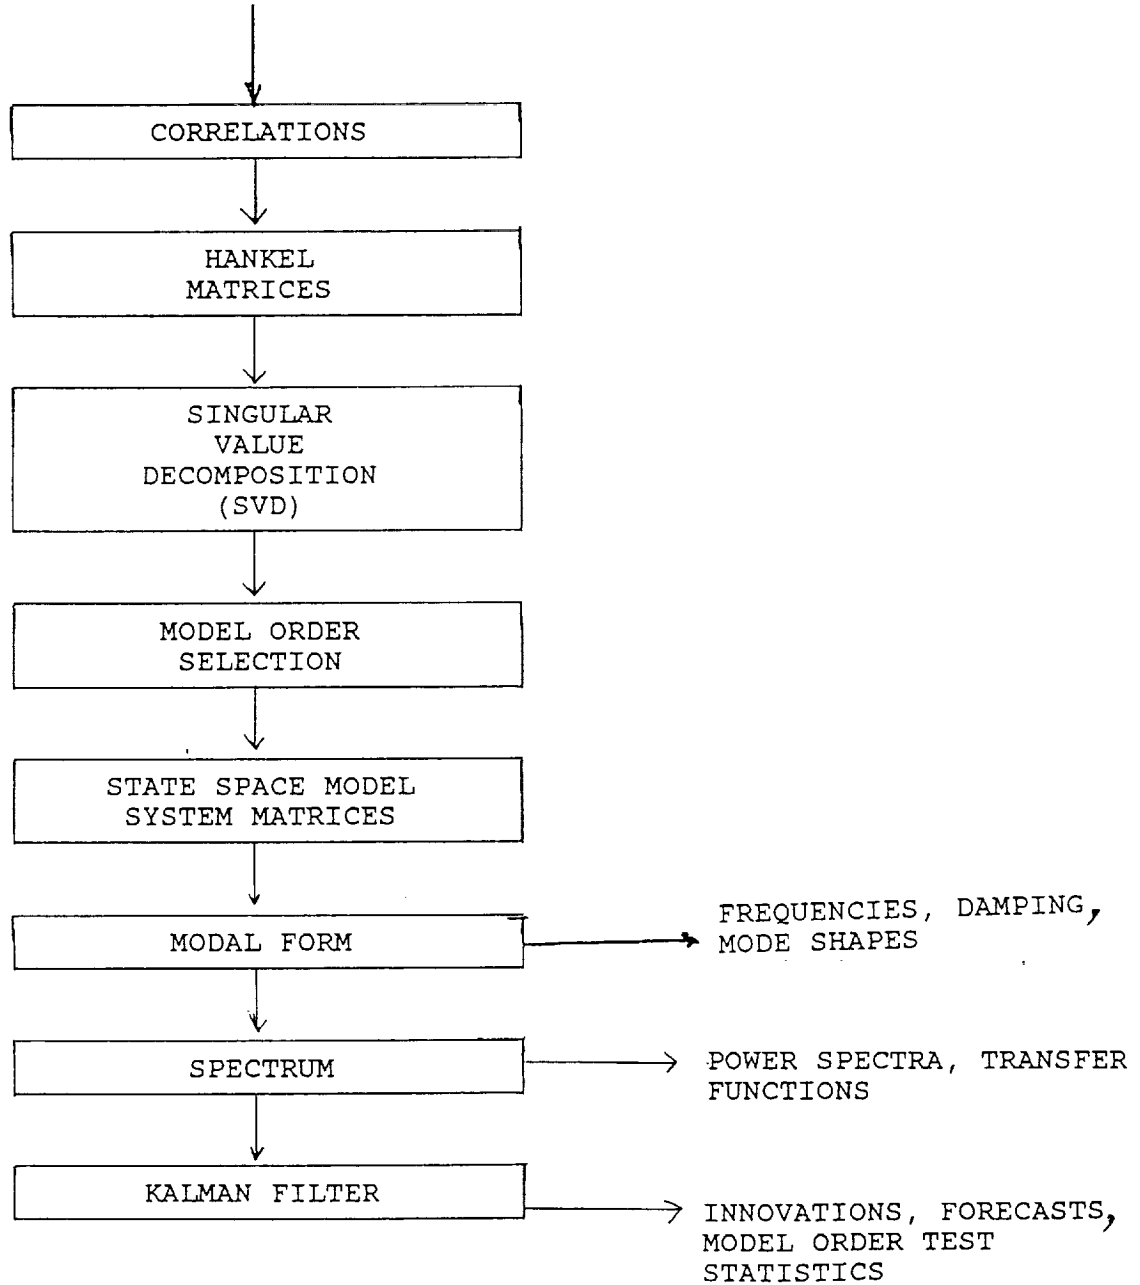 CORRELATIONS
HANKEL
MATRICES
SINGULAR
VALUE
DECOMPOSITION
(SVD)
MODEL ORDER
SELECTION
STATE SPACE MODEL
SYSTEM MATRICES
MODAL FORM
FREQUENCIES, DAMPING,
MODE SHAPES
SPECTRUM
POWER SPECTRA, TRANSFER
FUNCTIONS
KALMAN FILTER
INNOVATIONS, FORECASTS,
MODEL ORDER TEST
STATISTICS